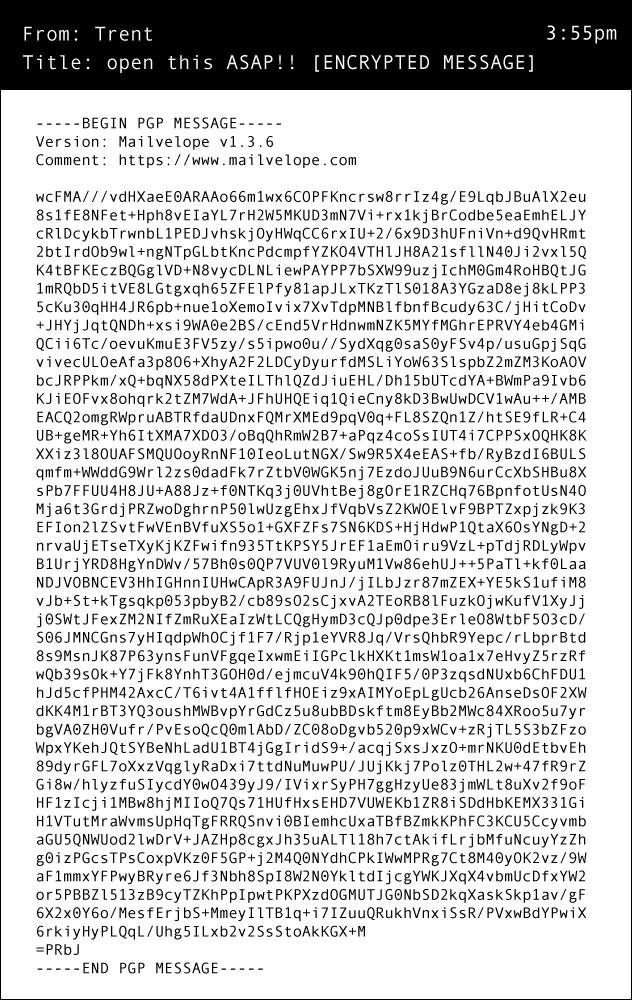 From: Trent
3:55pm
Title: open this ASAP!! [ENCRYPTED MESSAGE]
-----BEGIN PGP MESSAGE-----
Version: Mailvelope v1.3.6
Comment: https://www.mailvelope.com
wcFMA///vdHXaeE0ARAAo66m1wx6COPFKncrsw8rrIz4g/E9LqbJBuAlX2eu
8s1fE8NFet+Hph8vEIaYL7rH2W5MKUD3mN7Vi+rx1kjBrCodbe5eaEmhELJY
cRlDcykbTrwnbL1PEDJvhskjOyHWqCC6rxIU+2/6x9D3hUFniVn+d9QvHRmt
2btIrdOb9wl+ngNTpGLbtKncPdcmpfYZKO4VTHlJH8A21sfllN40Ji2vxl5Q
K4tBFKEczBQGglVD+N8vycDLNLiewPAYPP7bSXW99uzjIchM0Gm4RoHBQtJG
1mRQbD5itVE8LGtgxqh65ZFElPfy81apJLxTKzTlS018A3YGzaD8ej8kLPP3
5cKu30qHH4JR6pb+nue1oXemoIvix7XvTdpMNBlfbnfBcudy63C/jHitCoDv
+JHYjJqtQNDh+xsi9WA0e2BS/cEnd5VrHdnwmNZK5MYfMGhrEPRVY4eb4GMi
QCii6Tc/oevuKmuE3FV5zy/s5ipwo0u//SydXqg0saS0yFSv4p/usuGpjSqG
vivecULOeAfa3p8O6+XhyA2F2LDCyDyurfdMSLiYoW63SlspbZ2mZM3KoAOV
bcJRPPkm/xQ+bqNX58dPXteILThlQZdJiuEHL/Dh15bUTcdYA+BWmPa9Ivb6
KJiEOFvx8ohqrk2tZM7WdA+JFhUHQEiq1QieCny8kD3BwUwDCV1wAu++/AMB
EACQ2omgRWpruABTRfdaUDnxFQMrXMEd9pqV0q+FL8SZQn1Z/htSE9fLR+C4
UB+geMR+Yh6ItXMA7XDO3/oBqQhRmW2B7+aPqz4coSsIUT4i7CPPSxOQHK8K
XXiz3l8OUAFSMQUOoyRnNF10IeoLutNGX/Sw9R5X4eEAS+fb/RyBzdI6BULS
qmfm+WWddG9Wrl2zs0dadFk7rZtbV0WGK5nj7EzdoJUuB9N6urCcXbSHBu8X
sPb7FFUU4H8JU+A88Jz+f0NTKq3j0UVhtBej8gOrE1RZCHq76BpnfotUsN4O
Mja6t3GrdjPRZwoDghrnP50lwUzgEhxJfVqbVsZ2KWOElvF9BPTZxpjzk9K3
EFIon2lZSvtFwVEnBVfuXS5o1+GXFZFs7SN6KDS+HjHdwP1QtaX6OsYNgD+2
nrvaUjETseTXyKjKZFwifn935TtKPSY5JrEF1aEmOiru9VzL+pTdjRDLyWpv
B1UrjYRD8HgYnDWv/57Bh0s0QP7VUV0l9RyuM1Vw86ehUJ++5PaTl+kf0Laa
NDJVOBNCEV3HhIGHnnIUHwCApR3A9FUJnJ/jILbJzr87mZEX+YE5kS1ufiM8
vJb+St+kTgsqkp053pbyB2/cb89sO2sCjxvA2TEoRB8lFuzkOjwKufV1XyJj
j0SWtJFexZM2NIfZmRuXEaIzWtLCQgHymD3cQJp0dpe3ErleO8WtbF5O3cD/
S06JMNCGns7yHIqdpWhOCjf1F7/Rjp1eYVR8Jq/VrsQhbR9Yepc/rLbprBtd
8s9MsnJK87P63ynsFunVFgqeIxwmEiIGPclkHXKt1msW1oa1x7eHvyZ5rzRf
wQb39sOk+Y7jFk8YnhT3GOH0d/ejmcuV4k90hQIF5/0P3zqsdNUxb6ChFDU1
hJd5cfPHM42AxcC/T6ivt4A1fflfHOEiz9xAIMYoEpLgUcb26AnseDsOF2XW
dKK4M1rBT3YQ3oushMWBvpYrGdCz5u8ubBDskftm8EyBb2MWc84XRoo5u7yr
bgVA0ZH0Vufr/PvEsoQcQ0mlAbD/ZC08oDgvb520p9xWCv+zRjTL5S3bZFzo
WpxYKehJQtSYBeNhLadU1BT4jGgIridS9+/acqjSxsJxzO+mrNKU0dEtbvEh
89dyrGFL7oXxzVqglyRaDxi7ttdNuMuwPU/JUjKkj7Polz0THL2w+47fR9rZ
Gi8w/hlyzfuSIycdY0wO439yJ9/IVixrSyPH7ggHzyUe83jmWLt8uXv2f9oF
HF1zIcji1MBw8hjMIIoQ7Qs71HUfHxsEHD7VUWEKb1ZR8iSDdHbKEMX331Gi
H1VTutMraWvmsUpHqTgFRRQSnvi0BIemhcUxaTBfBZmkKPhFC3KCU5Ccyvmb
aGU5QNWUod2lwDrV+JAZHp8cgxJh35uALTl18h7ctAkifLrjbMfuNcuyYzZh
g0izPGcsTPsCoxpVKz0F5GP+j2M4Q0NYdhCPkIWwMPRg7Ct8M40yOK2vz/9W
aF1mmxYFPwyBRyre6Jf3Nbh8SpI8W2N0YkltdIjcgYWKJXqX4vbmUcDfxYW2
or5PBBZl513zB9cyTZKhPpIpwtPKPXzdOGMUTJG0NbSD2kqXaskSkp1av/gF
6X2x0Y6o/MesfErjbS+MmeyIlTB1q+i7IZuuQRukhVnxiSsR/PVxwBdYPwiX
6rkiyHyPLQqL/Uhg5ILxb2v2SsStoAkKGX+M
=PRbJ
-----END PGP MESSAGE-----